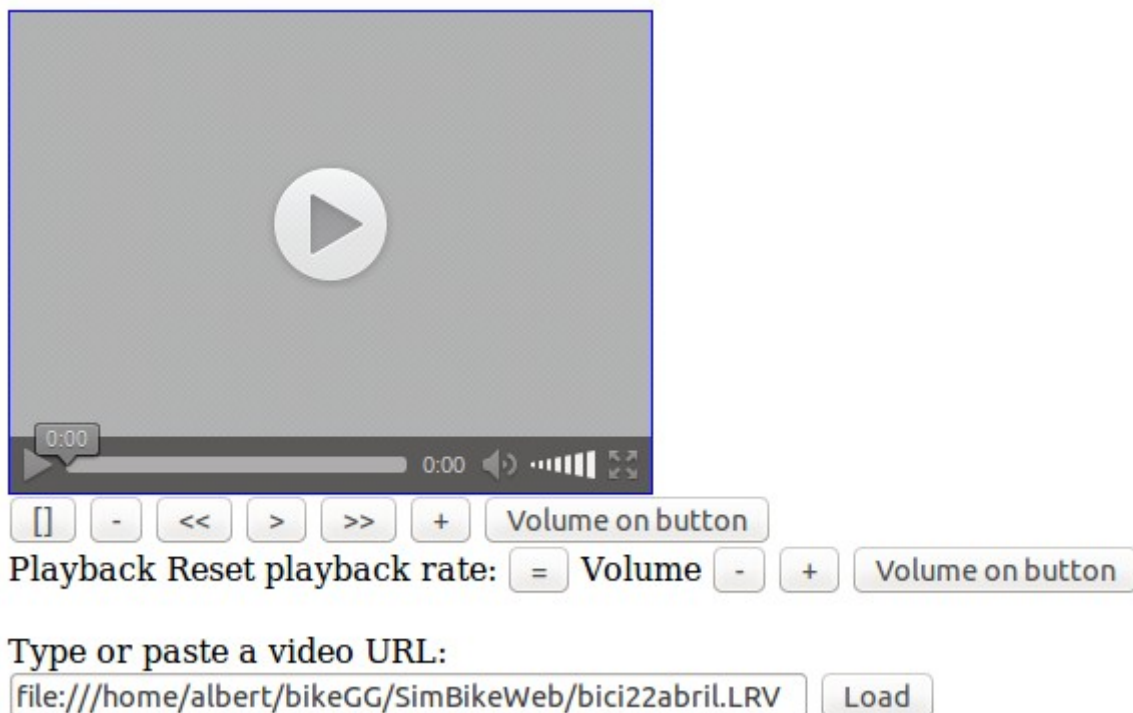 0:00
0:00
[] - << > >> + Volume on button
Playback Reset playback rate: = Volume - + Volume on button
Type or paste a video URL:
file:///home/albert/bikeGG/SimBikeWeb/bici22abril.LRV Load